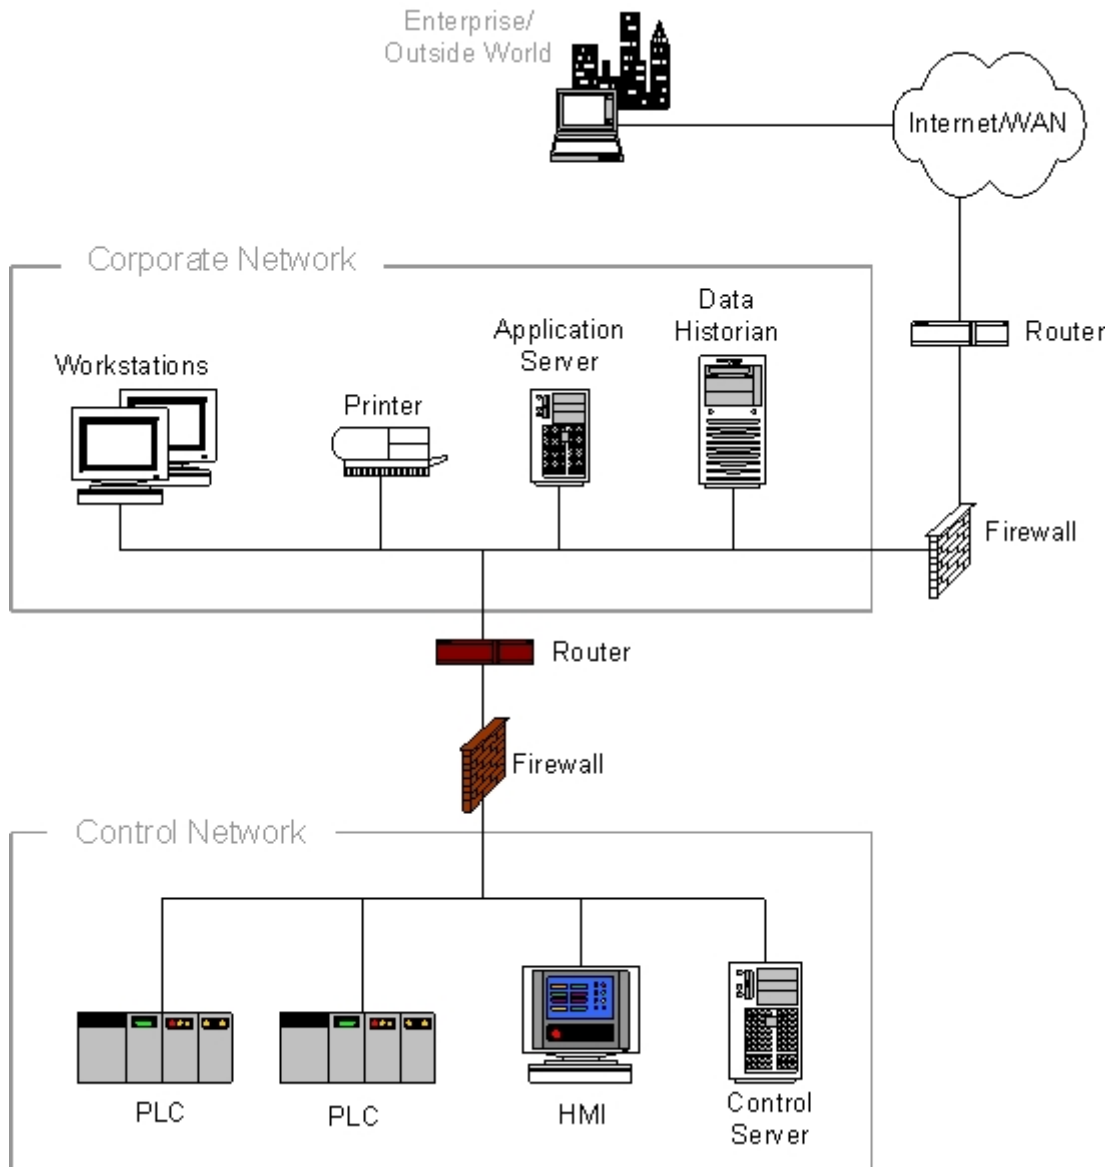 Enterprise/
Outside World
Internet/WAN
Corporate Network
Data
Historian
Application
Server
Router
Workstations
Printer
Firewall
Router
Firewall
Control Network
PLC
PLC
HMI
Control
Server